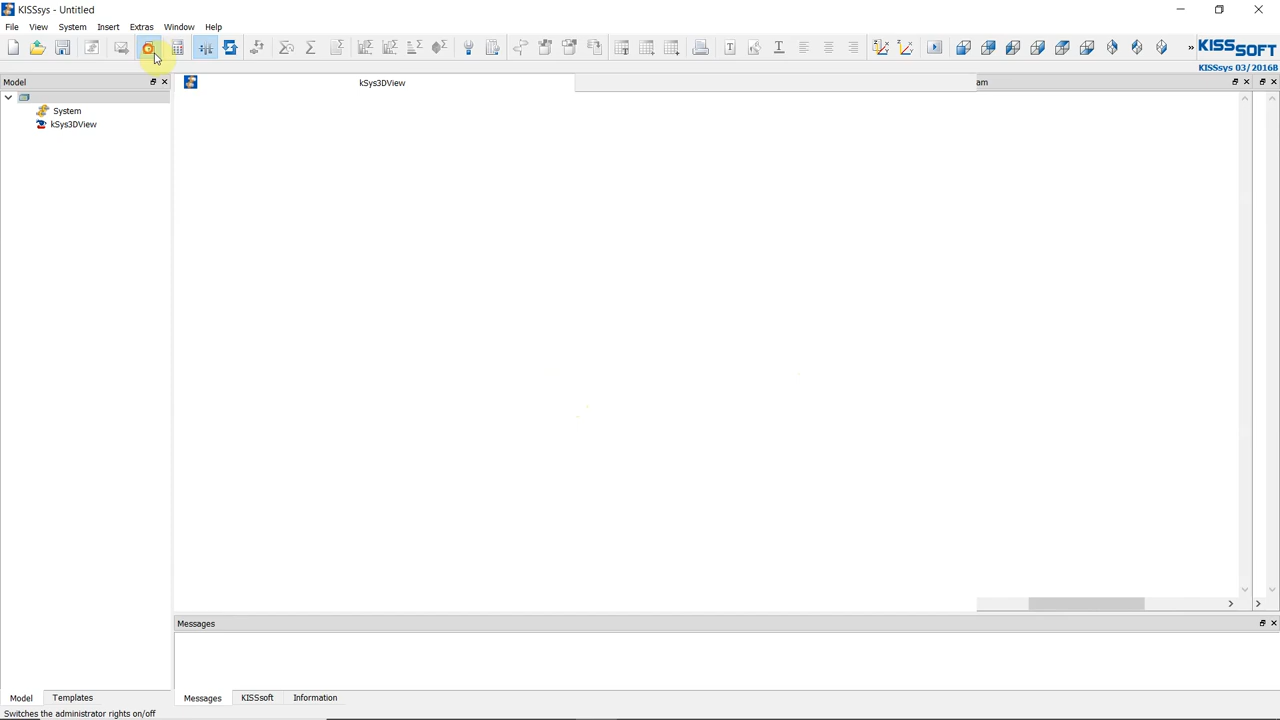 KISSsys - Untitled
File View System Insert Extras Window Help
» KISSSOFT
KISSsys 03/2016B
Model
kSys3DView
am
System
kSys3DView
Messages
Model Templates
Messages KISSsoft Information
Switches the administrator rights on/off